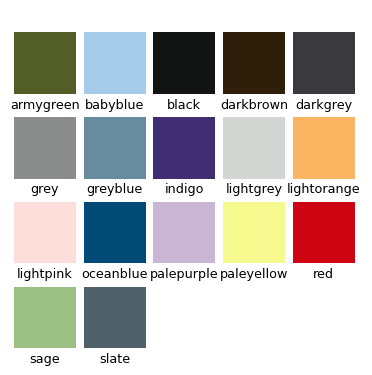 armygreen babyblue black darkbrown darkgrey
grey greyblue indigo lightgrey lightorange
lightpink oceanblue palepurple paleyellow red
sage slate